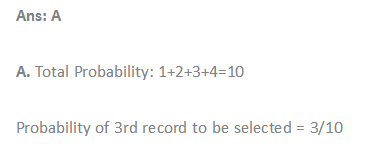 Ans: A
A. Total Probability: 1+2+3+4=10
Probability of 3rd record to be selected = 3/10